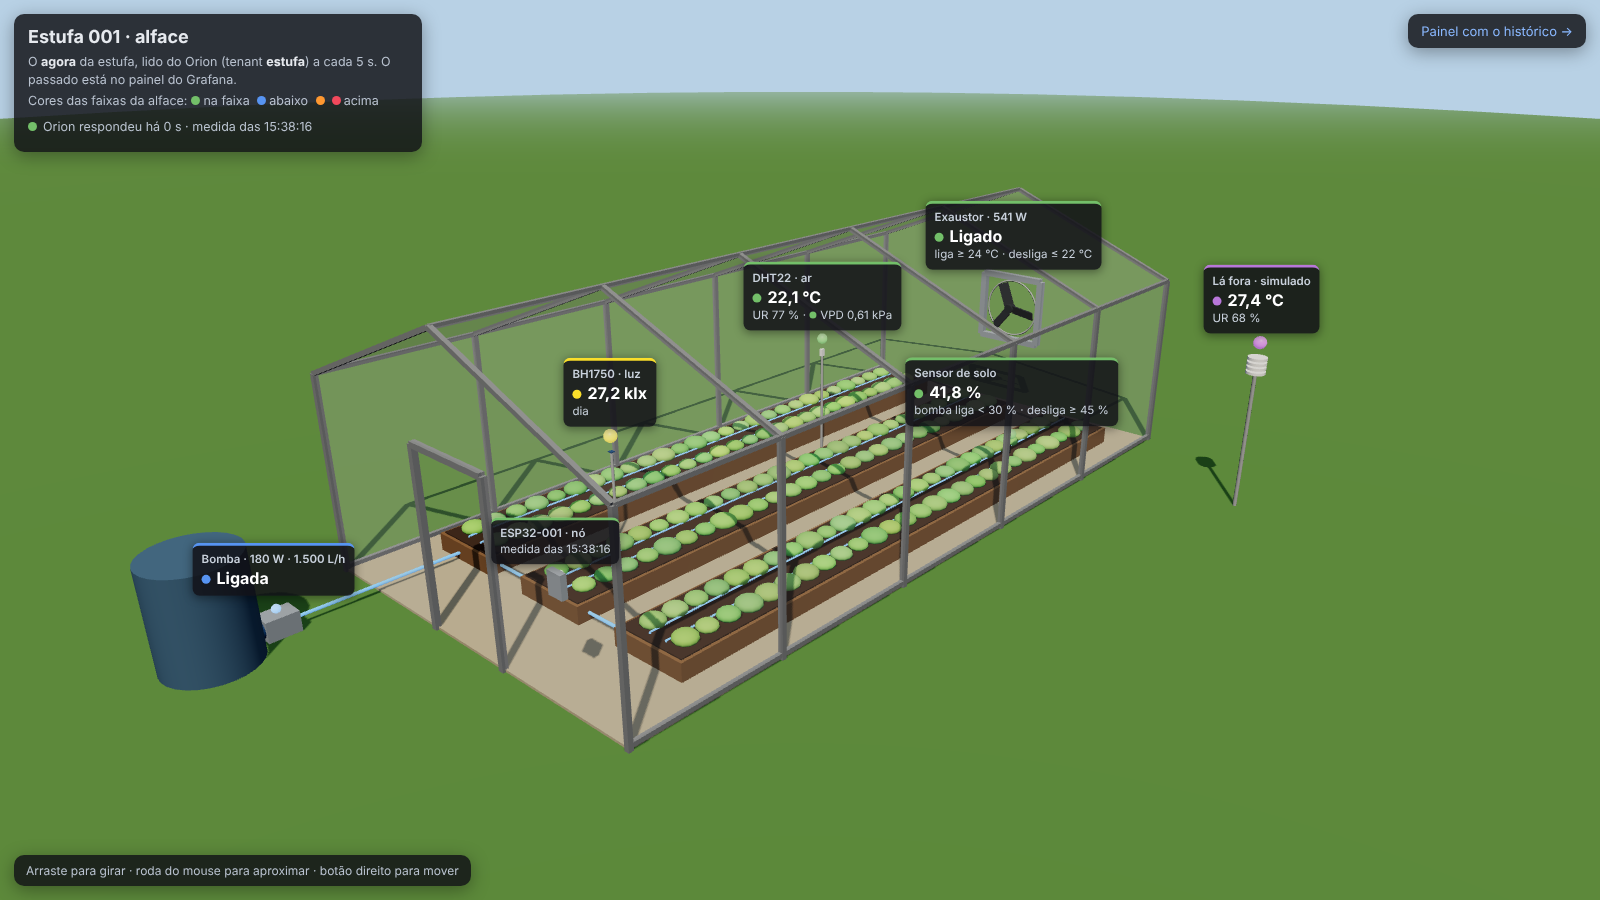 Estufa 001 · alface
O agora da estufa, lido do Orion (tenant estufa) a cada 5 s. O
passado está no painel do Grafana.
Cores das faixas da alface: na faixa abaixo acima
Orion respondeu há 0 s · medida das 15:38:16
Painel com o histórico →
Exaustor · 541 W
Ligado
liga ≥ 24 °C · desliga ≤ 22 °C
DHT22 · ar
22,1 °C
UR 77 % · VPD 0,61 kPa
Lá fora · simulado
27,4 °C
UR 68 %
BH1750 · luz
27,2 klx
dia
Sensor de solo
41,8 %
bomba liga < 30 % · desliga ≥ 45 %
ESP32-001 · nó
medida das 15:38:16
Bomba · 180 W · 1.500 L/h
Ligada
Arraste para girar · roda do mouse para aproximar · botão direito para mover